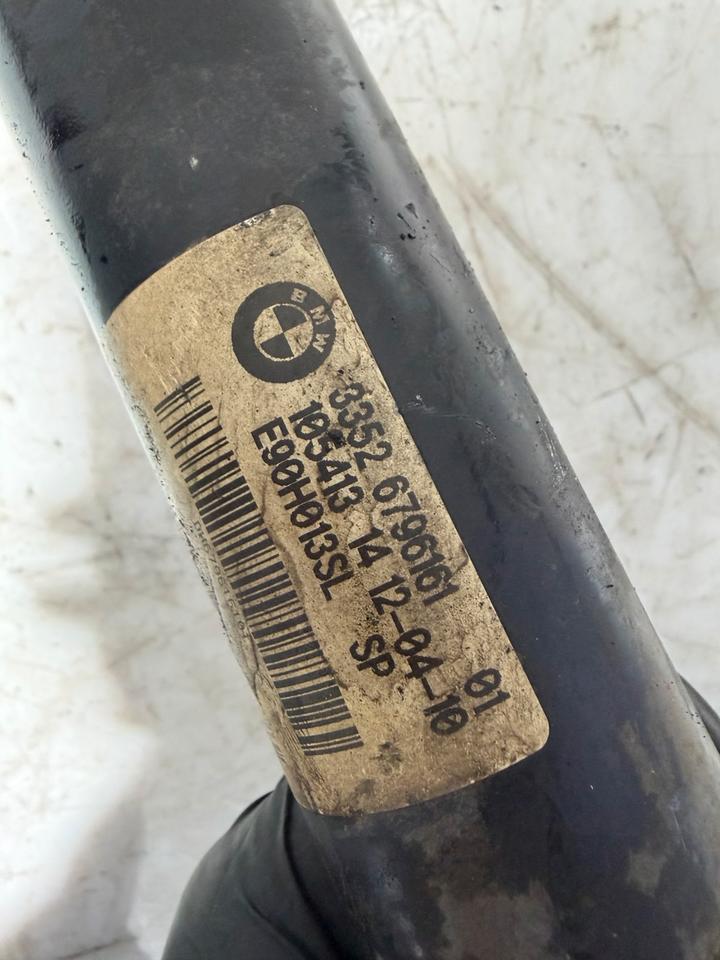 BMW
3352 6796161 01
105413 14 12-04-10
E90H013SL SP